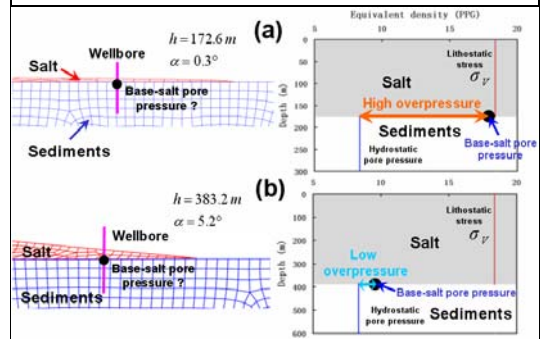 (a)
h = 172.6 m
α = 0.3°
Wellbore
Salt
Base-salt pore
pressure ?
Sediments
Equivalent density (PPG)
5 10 15 20
Depth (m)
0
50
100
150
200
250
300
Lithostatic
stress
σV
Salt
High overpressure
Sediments
Hydrostatic
pore pressure
Base-salt pore
pressure
(b)
h = 383.2 m
α = 5.2°
Wellbore
Salt
Base-salt pore
pressure ?
Sediments
5 10 15 20
Depth (m)
0
100
200
300
400
500
600
Lithostatic
stress
σV
Salt
Low
overpressure
Base-salt pore pressure
Hydrostatic
pore pressure
Sediments